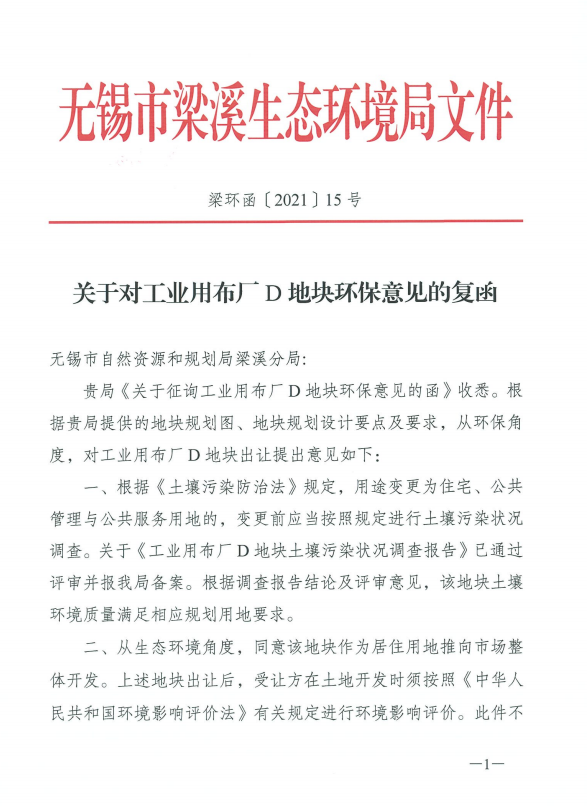 无锡市梁溪生态环境局文件
梁环函〔2021〕15 号
关于对工业用布厂 D 地块环保意见的复函
无锡市自然资源和规划局梁溪分局：
贵局《关于征询工业用布厂 D 地块环保意见的函》收悉。根
据贵局提供的地块规划图、地块规划设计要点及要求，从环保角
度，对工业用布厂 D 地块出让提出意见如下：
一、根据《土壤污染防治法》规定，用途变更为住宅、公共
管理与公共服务用地的，变更前应当按照规定进行土壤污染状况
调查。关于《工业用布厂 D 地块土壤污染状况调查报告》已通过
评审并报我局备案。根据调查报告结论及评审意见，该地块土壤
环境质量满足相应规划用地要求。
二、从生态环境角度，同意该地块作为居住用地推向市场整
体开发。上述地块出让后，受让方在土地开发时须按照《中华人
民共和国环境影响评价法》有关规定进行环境影响评价。此件不
—1—